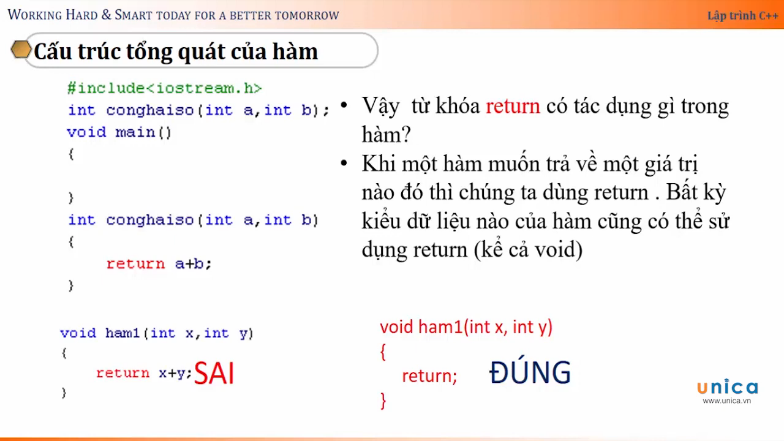 WORKING HARD & SMART TODAY FOR A BETTER TOMORROW
Lập trình C++
Cấu trúc tổng quát của hàm
#include<iostream.h>
int conghaiso(int a,int b);
void main()
{
}
int conghaiso(int a,int b)
{
return a+b;
}
• Vậy từ khóa return có tác dụng gì trong
hàm?
• Khi một hàm muốn trả về một giá trị
nào đó thì chúng ta dùng return . Bất kỳ
kiểu dữ liệu nào của hàm cũng có thể sử
dụng return (kể cả void)
void ham1(int x,int y)
{
return x+y; SAI
}
void ham1(int x, int y)
{
return; ĐÚNG
}
unica
www.unica.vn